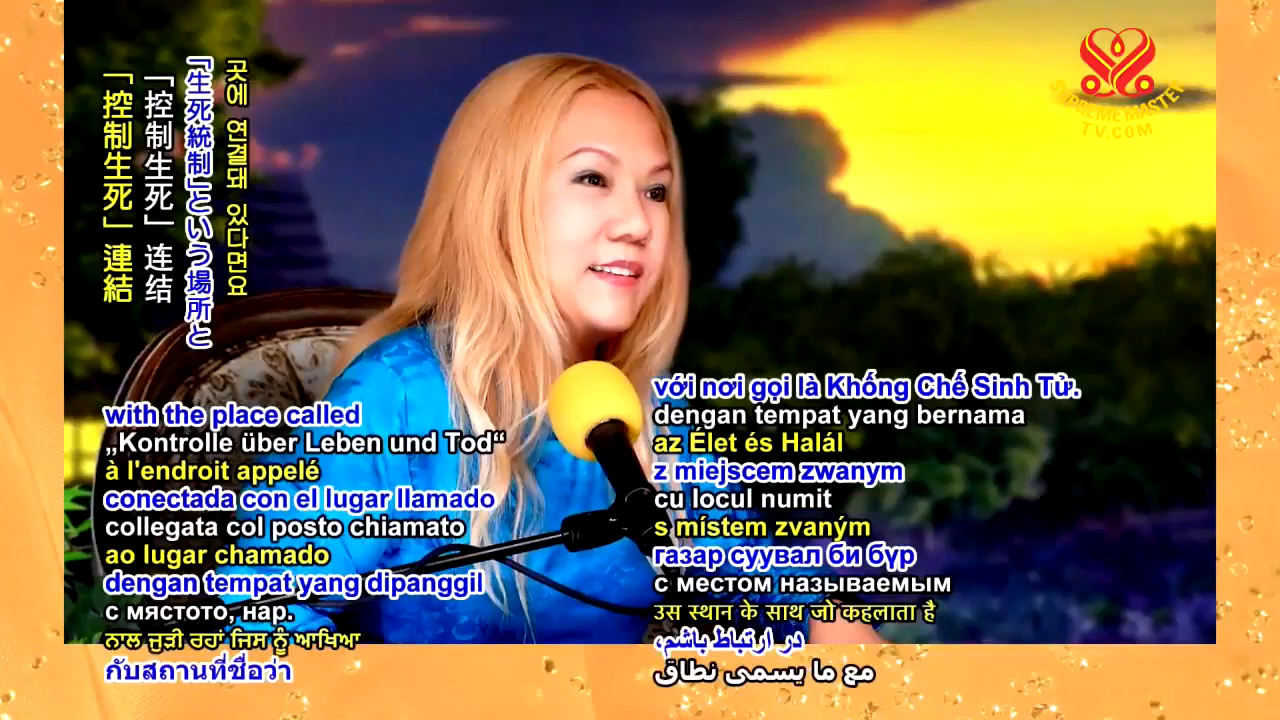 곳에 연결돼 있다면요
「生死統制」という場所と
「控制生死」连结
「控制生死」連結
SUPREME MASTER
TV.COM
with the place called
„Kontrolle über Leben und Tod“
à l'endroit appelé
conectada con el lugar llamado
collegata col posto chiamato
ao lugar chamado
dengan tempat yang dipanggil
с мястото, нар.
ਨਾਲ ਜੁੜੀ ਰਹਾਂ ਜਿਸ ਨੂੰ ਆਖਿਆ
กับสถานที่ชื่อว่า
với nơi gọi là Khống Chế Sinh Tử.
dengan tempat yang bernama
az Élet és Halál
z miejscem zwanym
cu locul numit
s místem zvaným
газар суувал би бүр
с местом называемым
उस स्थान के साथ जो कहलाता है
در ارتباط باشم،
مع ما يسمى نطاق